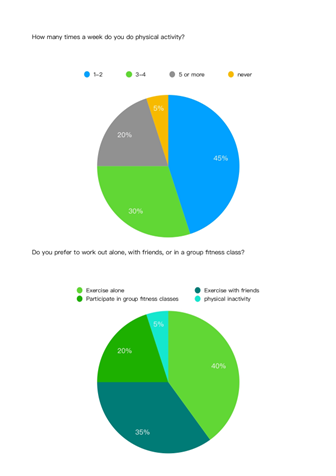 How many times a week do you do physical activity?
1-2 3-4 5 or more never
5%
20%
45%
30%
Do you prefer to work out alone, with friends, or in a group fitness class?
Exercise alone Exercise with friends
Participate in group fitness classes physical inactivity
5%
20%
40%
35%